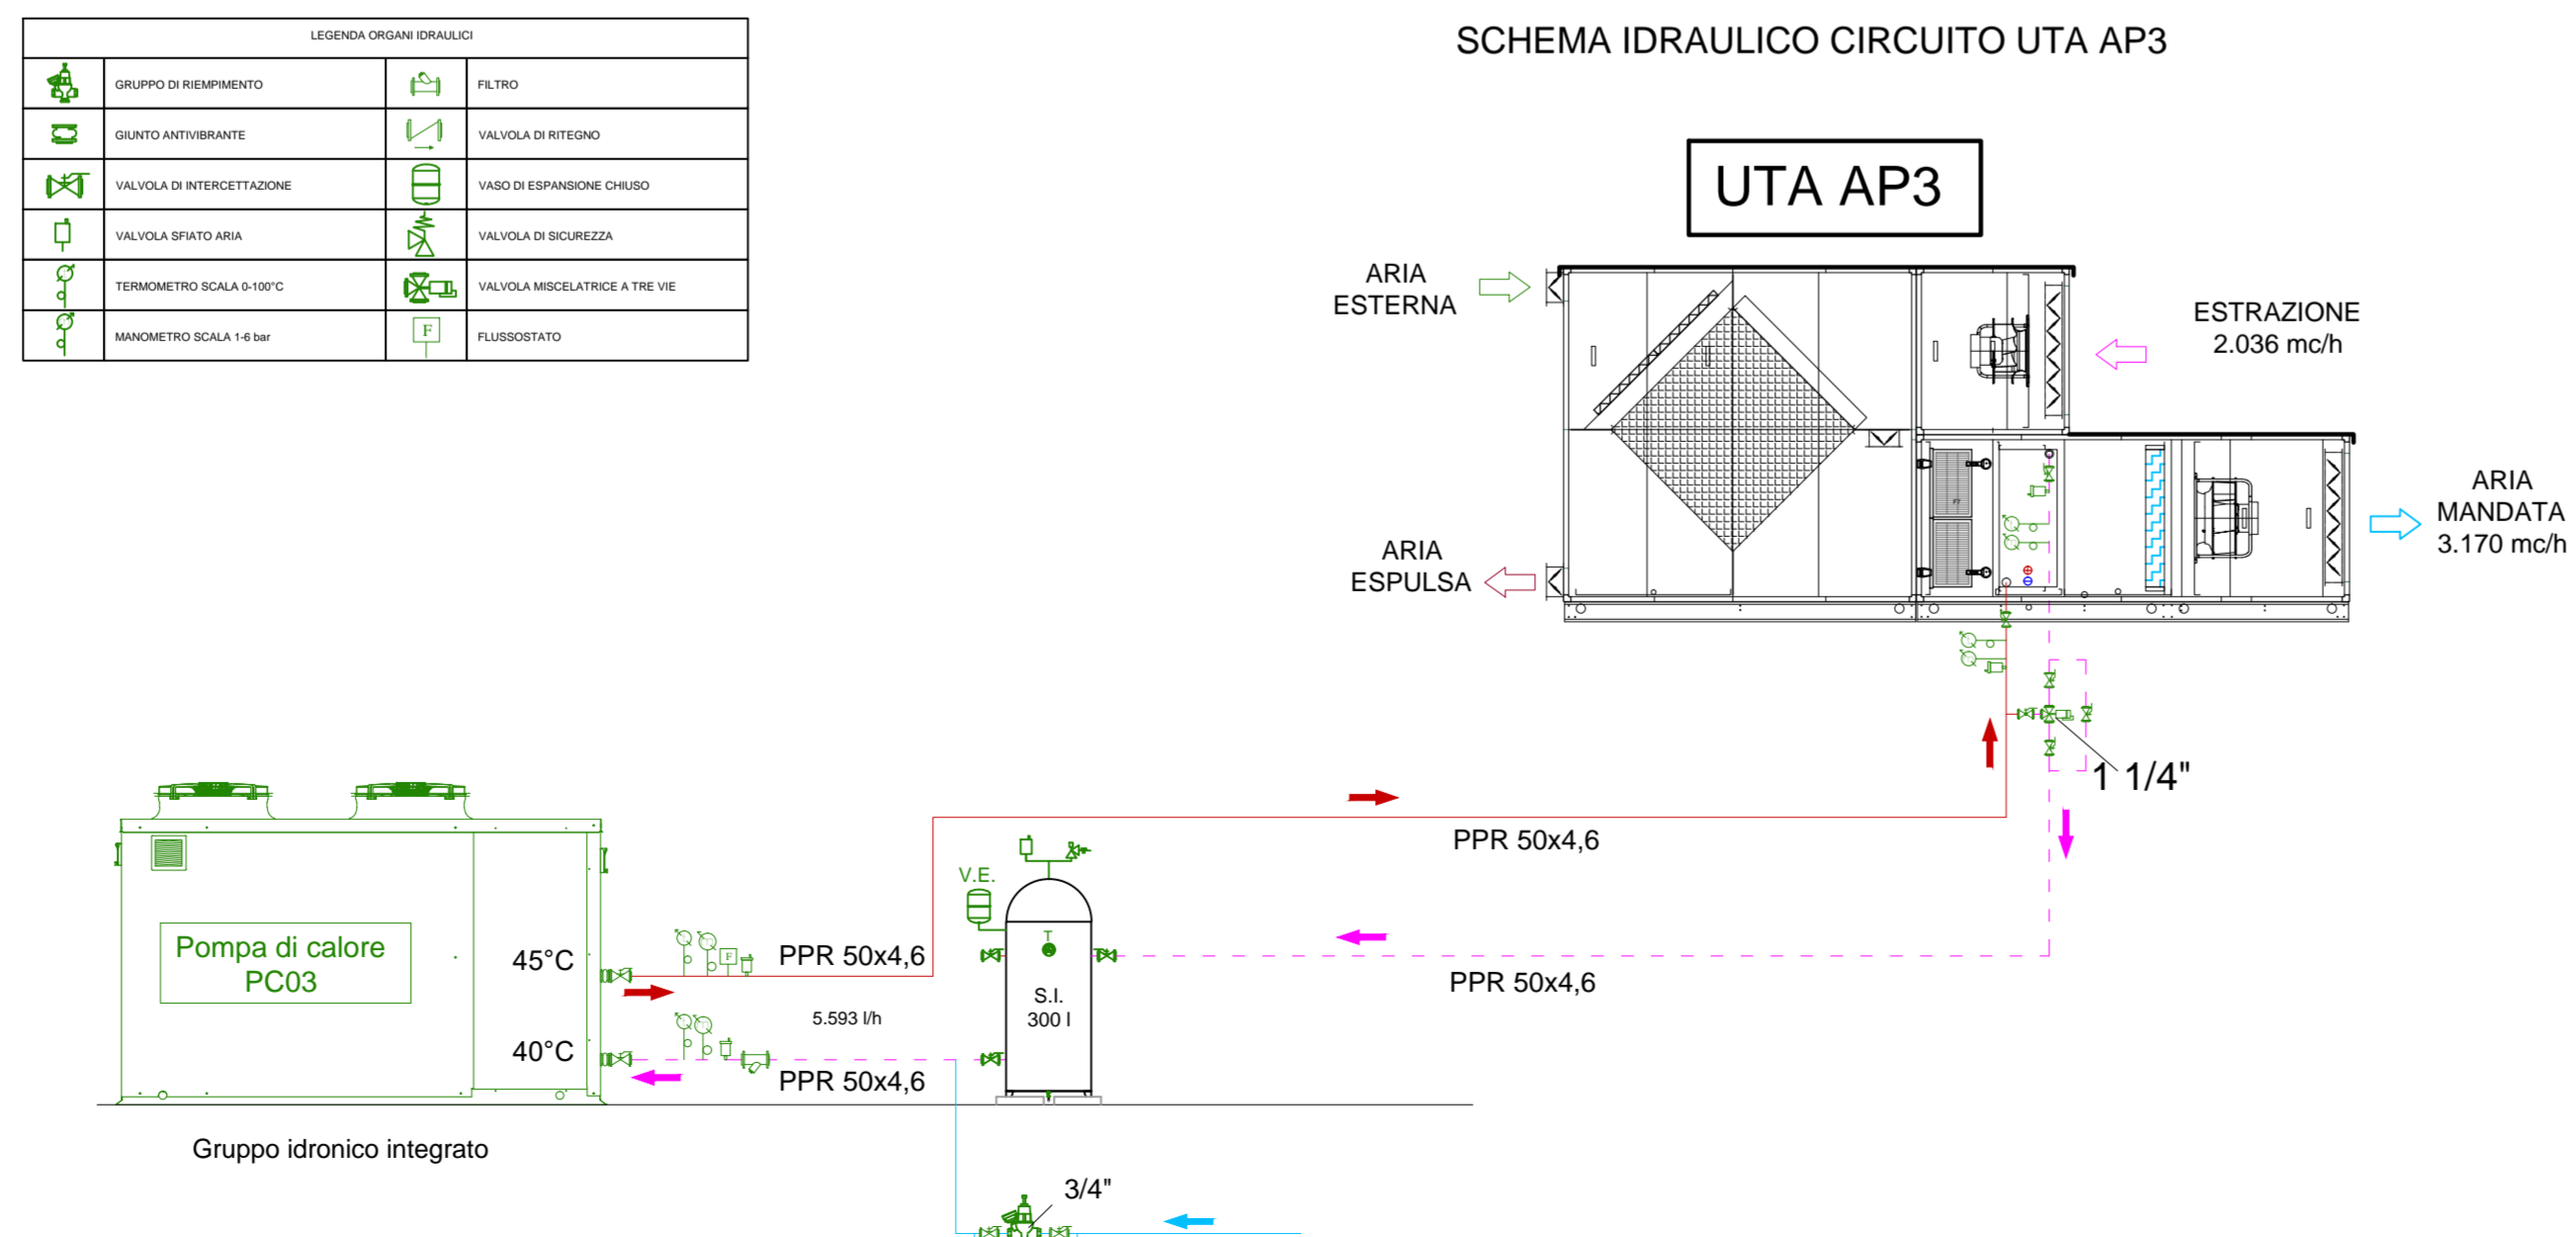 LEGENDA ORGANI IDRAULICI
GRUPPO DI RIEMPIMENTO
FILTRO
GIUNTO ANTIVIBRANTE
VALVOLA DI RITEGNO
VALVOLA DI INTERCETTAZIONE
VASO DI ESPANSIONE CHIUSO
VALVOLA SFIATO ARIA
VALVOLA DI SICUREZZA
TERMOMETRO SCALA 0-100°C
VALVOLA MISCELATRICE A TRE VIE
MANOMETRO SCALA 1-6 bar
F
FLUSSOSTATO
SCHEMA IDRAULICO CIRCUITO UTA AP3
UTA AP3
ARIA
ESTERNA
ESTRAZIONE
2.036 mc/h
ARIA
MANDATA
3.170 mc/h
ARIA
ESPULSA
F7
1 1/4"
PPR 50x4,6
V.E.
Pompa di calore
PC03
45°C
F
PPR 50x4,6
T
PPR 50x4,6
S.I.
300 l
5.593 l/h
40°C
PPR 50x4,6
Gruppo idronico integrato
3/4"